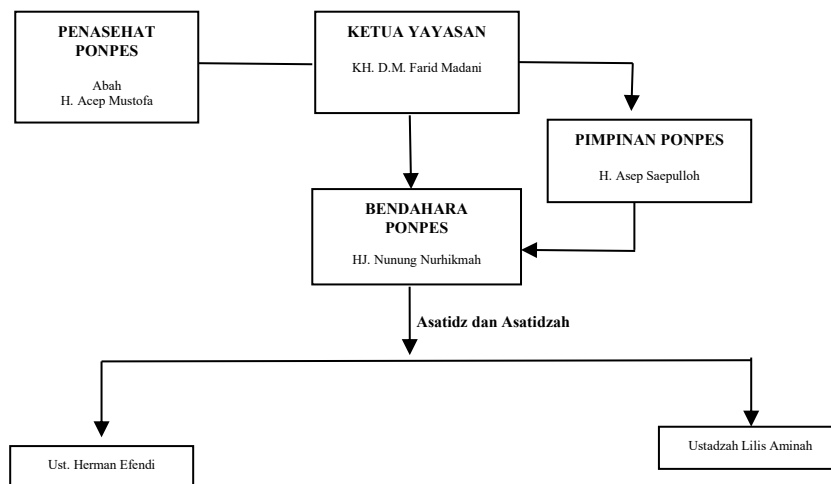 PENASEHAT
PONPES
Abah
H. Acep Mustofa
KETUA YAYASAN
KH. D.M. Farid Madani
PIMPINAN PONPES
H. Asep Saepulloh
BENDAHARA
PONPES
HJ. Nunung Nurhikmah
Asatidz dan Asatidzah
Ust. Herman Efendi
Ustadzah Lilis Aminah